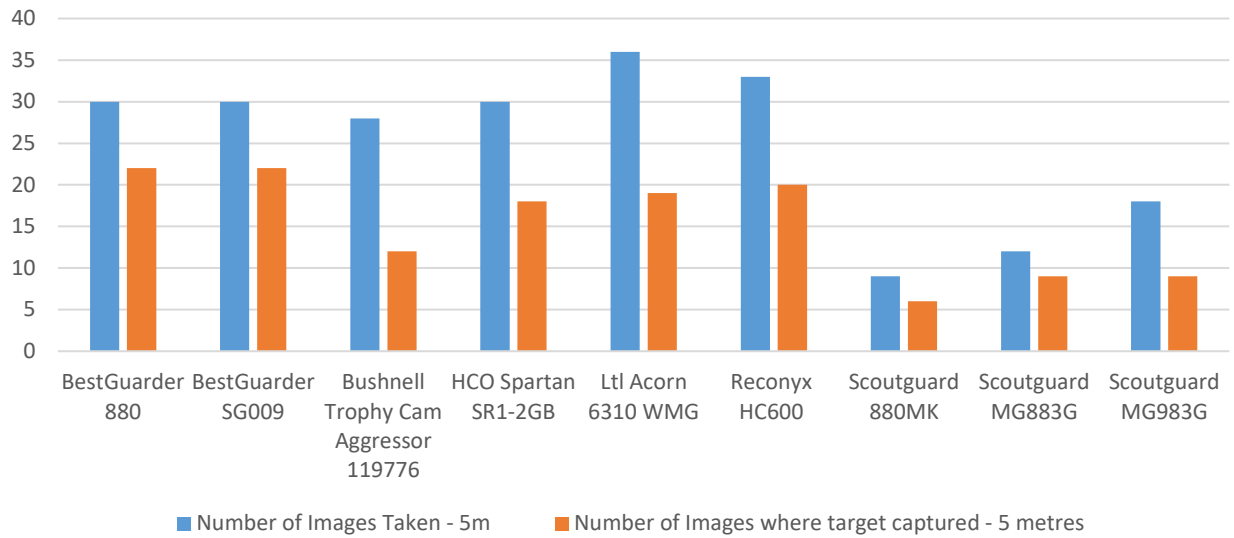 40
35
30
25
20
15
10
5
0
BestGuarder 880
BestGuarder SG009
Bushnell Trophy Cam Aggressor 119776
HCO Spartan SR1-2GB
Ltl Acorn 6310 WMG
Reconyx HC600
Scoutguard 880MK
Scoutguard MG883G
Scoutguard MG983G
Number of Images Taken - 5m
Number of Images where target captured - 5 metres